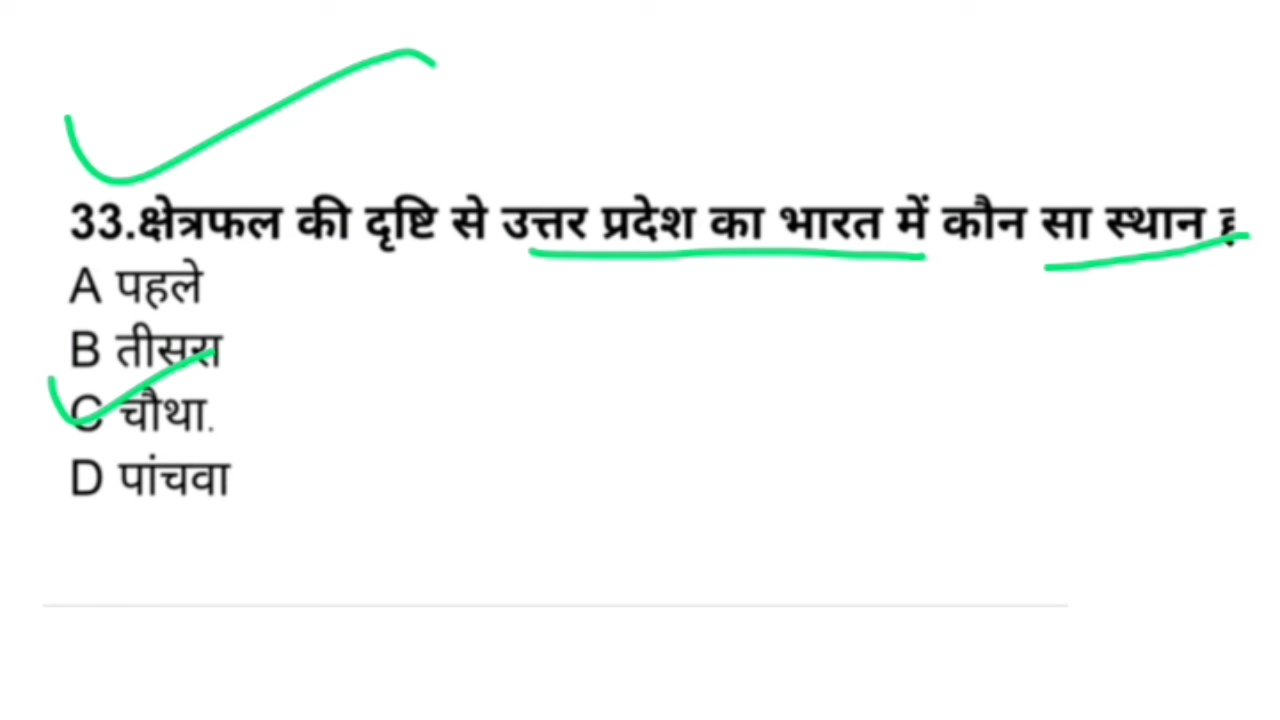 33.क्षेत्रफल की दृष्टि से उत्तर प्रदेश का भारत में कौन सा स्थान
A पहले
B तीसरा
C चौथा.
D पांचवा